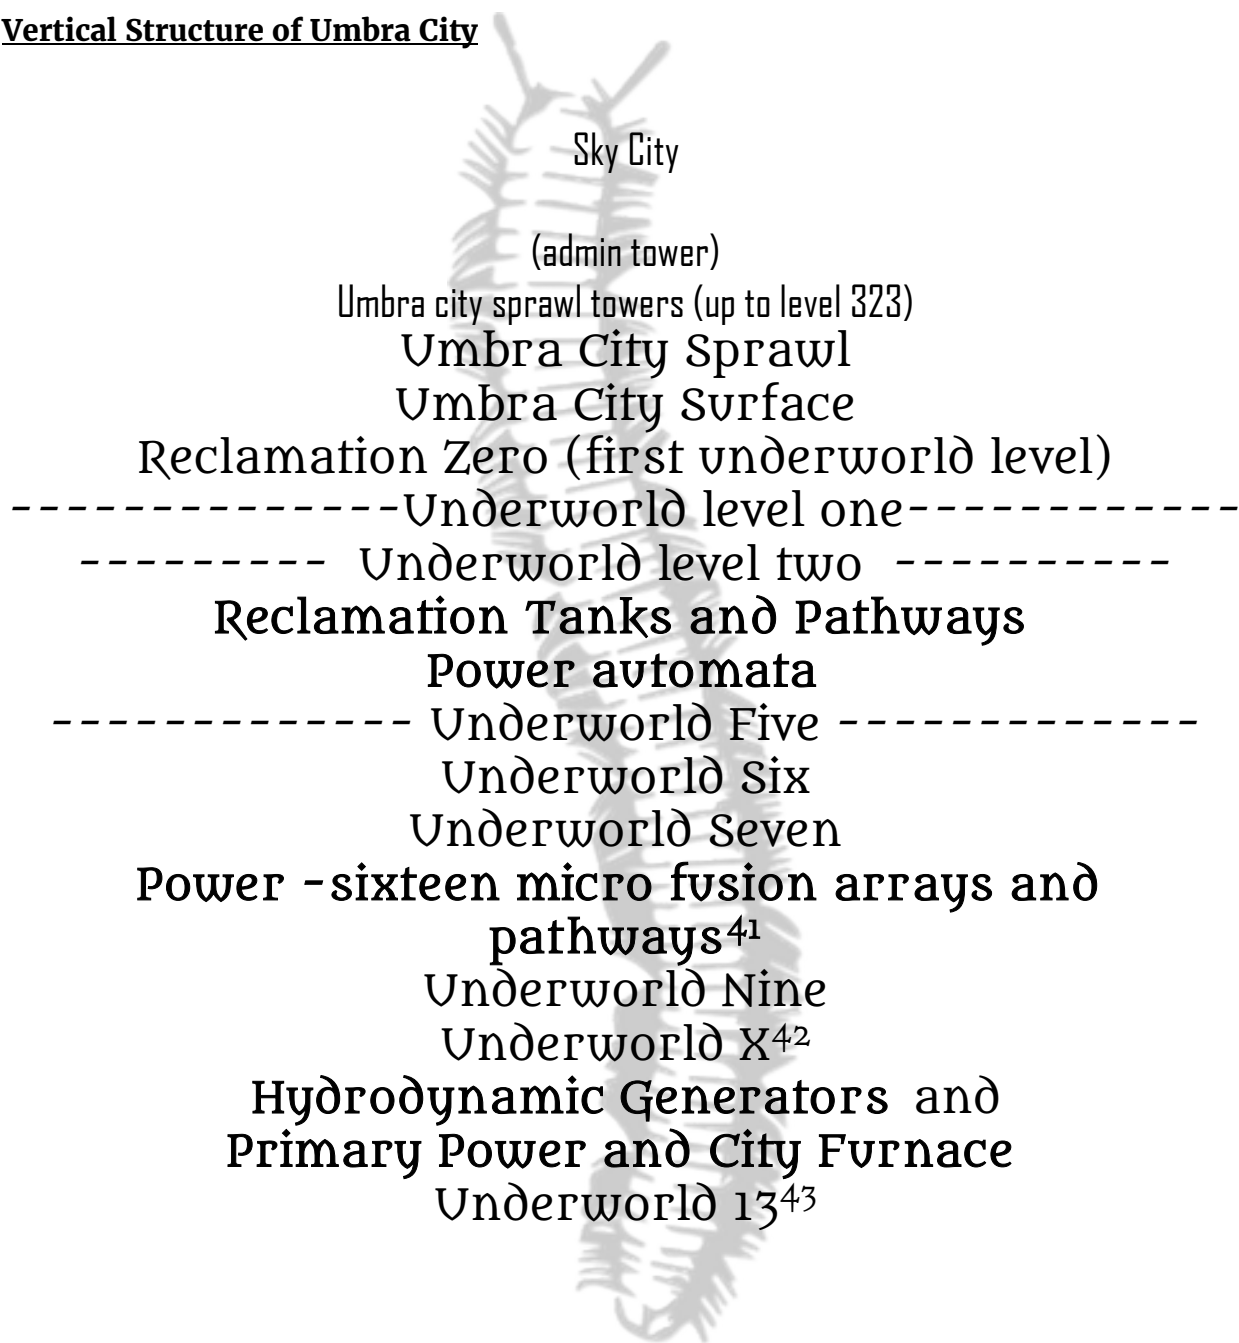 Vertical Structure of Umbra City
Sky City
(admin tower)
Umbra city sprawl towers (up to level 323)
Umbra City Sprawl
Umbra City Surface
Reclamation Zero (first underworld level)
--------------Underworld level one------------
--------- Underworld level two ----------
Reclamation Tanks and Pathways
Power automata
------------- Underworld Five -------------
Underworld Six
Underworld Seven
Power -sixteen micro fusion arrays and
pathways⁴¹
Underworld Nine
Underworld X⁴²
Hydrodynamic Generators and
Primary Power and City Furnace
Underworld 13⁴³